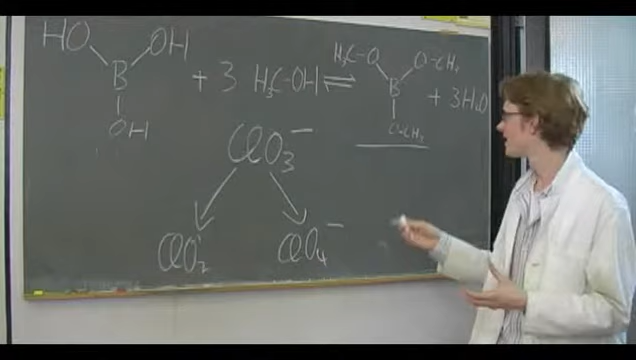 HO OH H₃C-O O-CH₃
B + 3 H₃C-OH ⇌ B + 3H₂O
OH O-CH₃
ClO₃⁻
ClO₂ ClO₄⁻